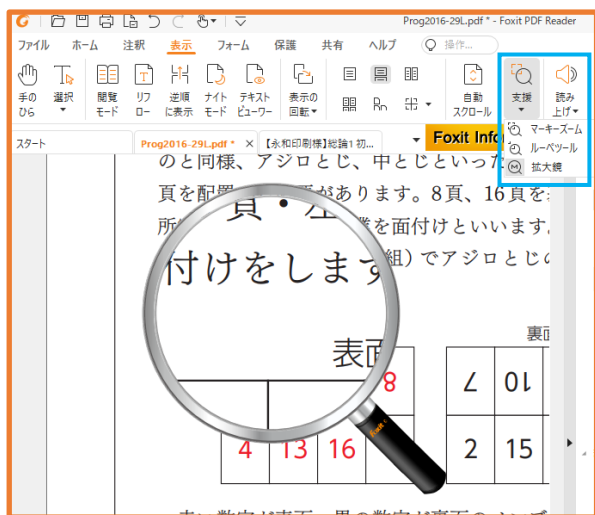 Prog2016-29L.pdf * - Foxit PDF Reader
ファイル ホーム 注釈 表示 フォーム 保護 共有 ヘルプ 操作...
手のひら 選択 閲覧モード リフロー 逆順に表示 ナイトモード テキストビューワー 表示の回転 自動スクロール 支援 読み上げ
スタート Prog2016-29L.pdf * × 【永和印刷様】総論1 初... Foxit Info
マーキーズーム
ルーペツール
拡大鏡
のと同様、アジロとじ、中とじといった
頁を配置 があります。8頁、16頁を
頁・左
所 を面付けといいます。
付けをします 組）でアジロとじの
表面 裏面
8 7 10
4 13 16 2 15
Foxit